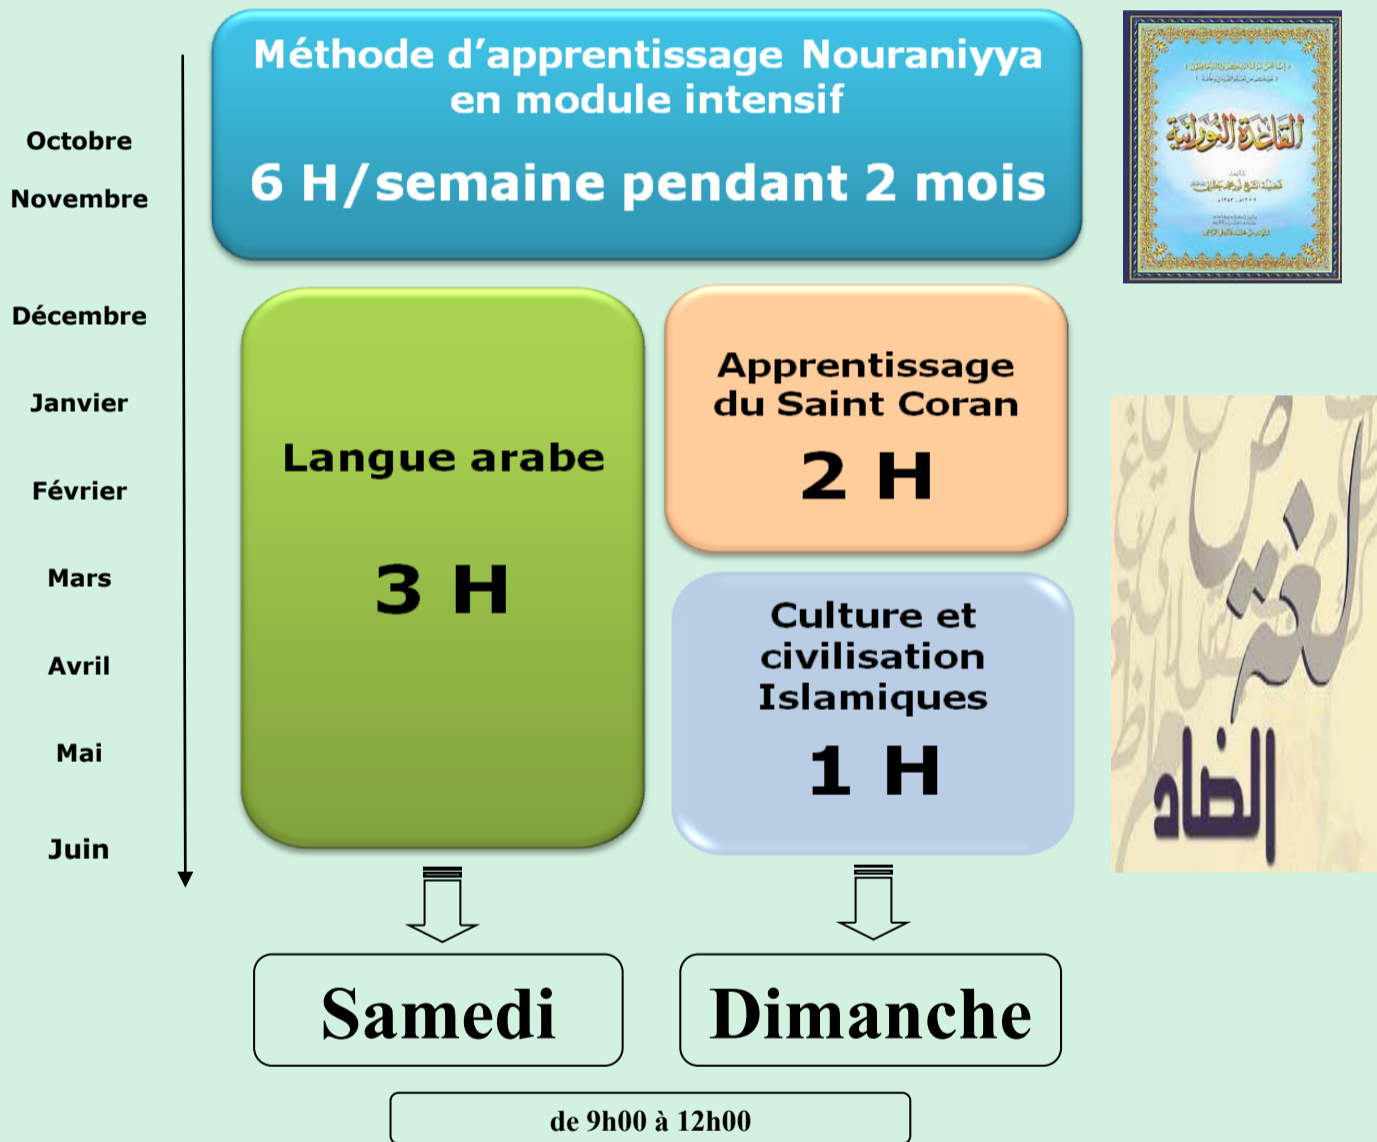 Méthode d'apprentissage Nouraniyya
en module intensif
6 H/semaine pendant 2 mois
Octobre
Novembre
Décembre
Janvier
Février
Mars
Avril
Mai
Juin
Langue arabe
3 H
Apprentissage
du Saint Coran
2 H
Culture et
civilisation
Islamiques
1 H
القاعدة النورانية
لغة
الضاد
Samedi
Dimanche
de 9h00 à 12h00